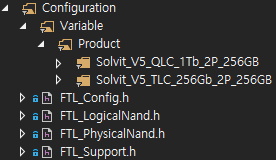 Configuration
Variable
Product
Solvit_V5_QLC_1Tb_2P_256GB
Solvit_V5_TLC_256Gb_2P_256GB
FTL_Config.h
FTL_LogicalNand.h
FTL_PhysicalNand.h
FTL_Support.h